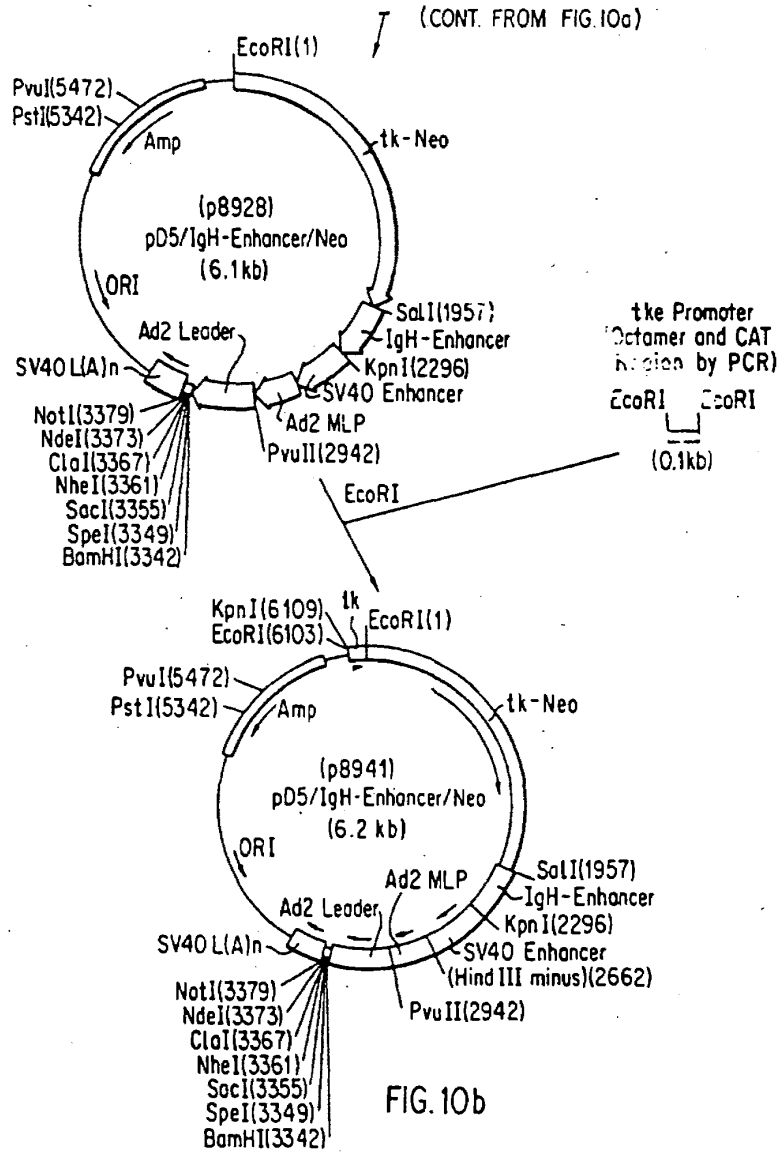 (CONT. FROM FIG.10a)
EcoRI(1)
PvuI(5472)
PstI(5342)
Amp
tk-Neo
(p8928)
pD5/IgH-Enhancer/Neo
(6.1kb)
ORI
Ad2 Leader
SV40 L(A)n
SalI(1957)
IgH-Enhancer
KpnI(2296)
SV40 Enhancer
Ad2 MLP
PvuII(2942)
NotI(3379)
NdeI(3373)
ClaI(3367)
NheI(3361)
SacI(3355)
SpeI(3349)
BamHI(3342)
tke Promoter
Octamer and CAT
Region by PCR)
EcoRI EcoRI
(0.1kb)
EcoRI
KpnI(6109)
tk
EcoRI(1)
EcoRI(6103)
PvuI(5472)
PstI(5342)
Amp
tk-Neo
(p8941)
pD5/IgH-Enhancer/Neo
(6.2 kb)
ORI
Ad2 MLP
Ad2 Leader
SV40 L(A)n
SalI(1957)
IgH-Enhancer
KpnI(2296)
SV40 Enhancer
(Hind III minus)(2662)
PvuII(2942)
NotI(3379)
NdeI(3373)
ClaI(3367)
NheI(3361)
SacI(3355)
SpeI(3349)
BamHI(3342)
FIG. 10b